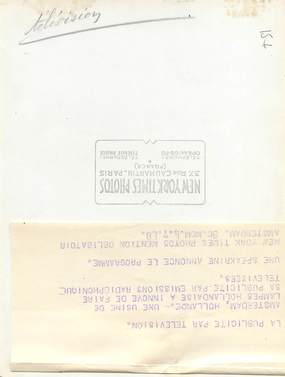 télévision
157
NEW YORK TIMES PHOTOS
37, Rue CAUMARTIN, PARIS
(FRANCE)
LA PUBLICITE PAR TELEVISION.
AMSTERDAM, HOLLANDE. - UNE USINE DE
LAMPES HOLLANDAISE A INNOVE DE FAIRE
SA PUBLICITE PAR EMISSIONS RADIOPHONIQUE
TELEVISEES.
UNE SPEAKRINE ANNONCE LE PROGRAMME.
NEW YORK TIMES PHOTOS MENTION OBLIGATOIR
AMSTERDAM.